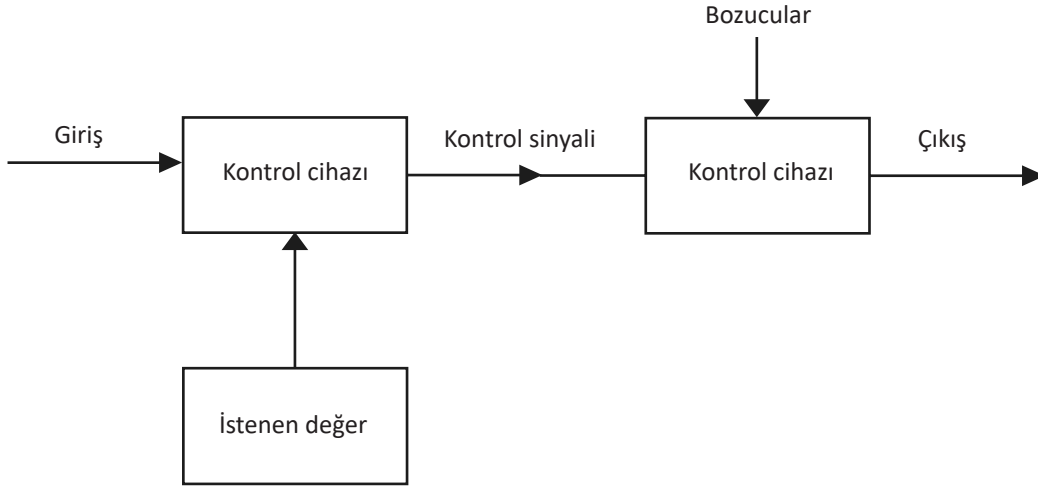 Bozucular
Giriş
Kontrol cihazı
Kontrol sinyali
Kontrol cihazı
Çıkış
İstenen değer